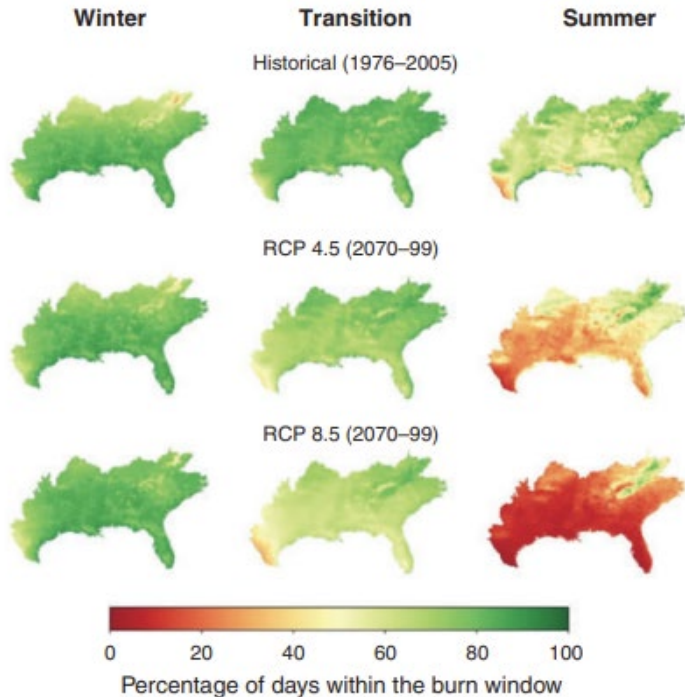 Winter Transition Summer
Historical (1976–2005)
RCP 4.5 (2070–99)
RCP 8.5 (2070–99)
0 20 40 60 80 100
Percentage of days within the burn window